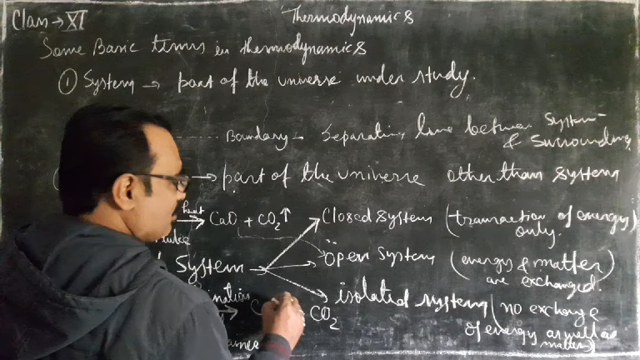 Class → XI
Thermodynamics
Some Basic terms in thermodynamics
① System → part of the universe under study.
Boundary - Separating line between System & Surrounding
→ part of the universe other than system
heat → CaO + CO2↑
System → Closed System (transaction of energy) only.
Open System (energy & matter) are exchanged.
isolated system (no exchange of energy as well as matter)
CO2